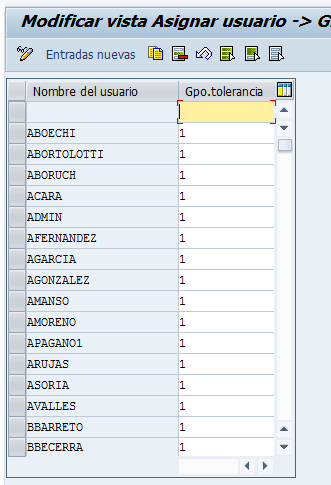 Modificar vista Asignar usuario -> G
Entradas nuevas
Nombre del usuario Gpo.tolerancia
ABOECHI 1
ABORTOLOTTI 1
ABORUCH 1
ACARA 1
ADMIN 1
AFERNANDEZ 1
AGARCIA 1
AGONZALEZ 1
AMANSO 1
AMORENO 1
APAGANO1 1
ARUJAS 1
ASORIA 1
AVALLES 1
BBARRETO 1
BBECERRA 1